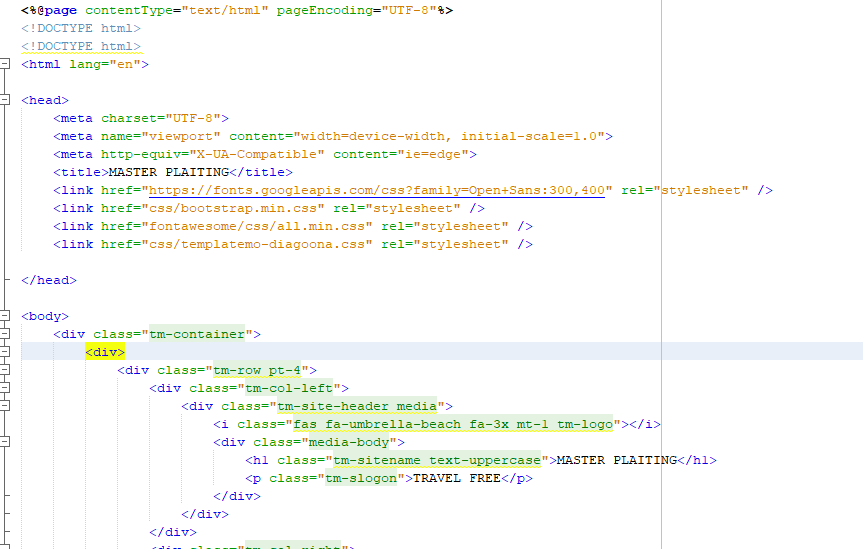 <%@page contentType="text/html" pageEncoding="UTF-8"%>
<!DOCTYPE html>
<!DOCTYPE html>
<html lang="en">
<head>
<meta charset="UTF-8">
<meta name="viewport" content="width=device-width, initial-scale=1.0">
<meta http-equiv="X-UA-Compatible" content="ie=edge">
<title>MASTER PLAITING</title>
<link href="https://fonts.googleapis.com/css?family=Open+Sans:300,400" rel="stylesheet" />
<link href="css/bootstrap.min.css" rel="stylesheet" />
<link href="fontawesome/css/all.min.css" rel="stylesheet" />
<link href="css/templatemo-diagoona.css" rel="stylesheet" />
</head>
<body>
<div class="tm-container">
<div>
<div class="tm-row pt-4">
<div class="tm-col-left">
<div class="tm-site-header media">
<i class="fas fa-umbrella-beach fa-3x mt-1 tm-logo"></i>
<div class="media-body">
<h1 class="tm-sitename text-uppercase">MASTER PLAITING</h1>
<p class="tm-slogon">TRAVEL FREE</p>
</div>
</div>
</div>
<div class="tm-col-right">